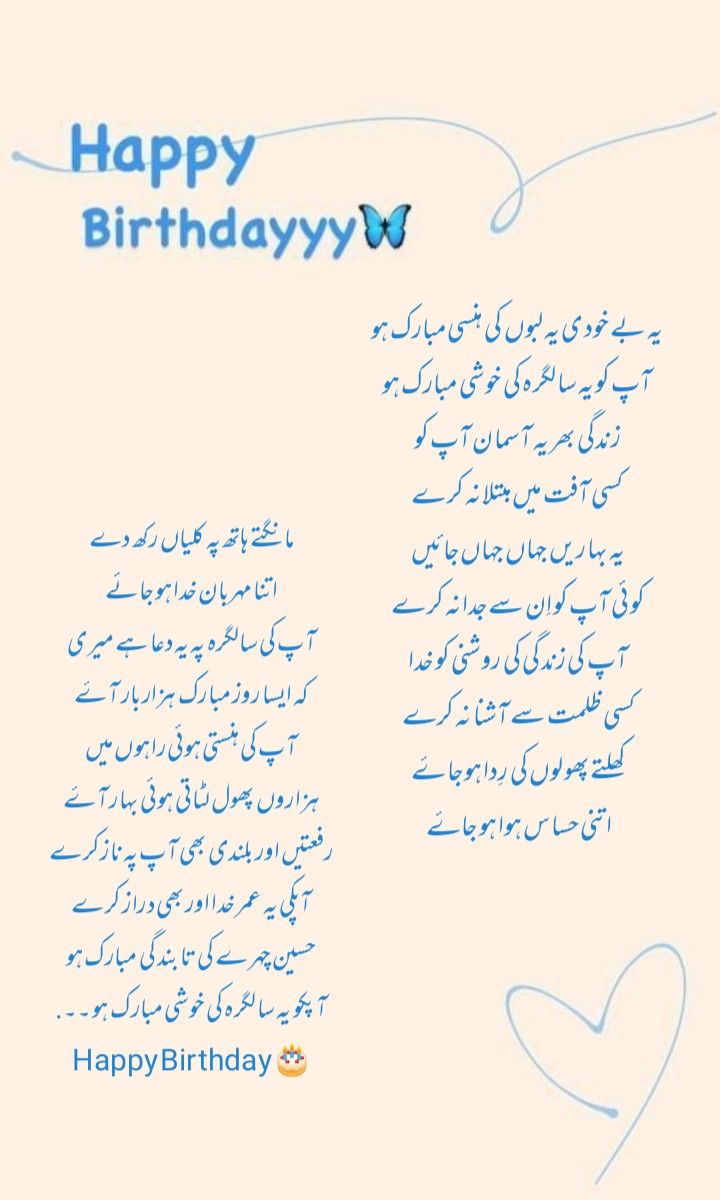 Happy
Birthdayyy🦋
یہ بے خودی یہ لبوں کی ہنسی مبارک ہو
آپ کو یہ سالگرہ کی خوشی مبارک ہو
زندگی بھر یہ آسمان آپ کو
کسی آفت میں مبتلا نہ کرے
یہ بہاریں جہاں جہاں جائیں
کوئی آپ کو اِن سے جدا نہ کرے
آپ کی زندگی کی روشنی کو خدا
کسی ظلمت سے آشنا نہ کرے
کھلتے پھولوں کی رِدا ہو جائے
اتنی حساس ہوا ہو جائے
مانگتے ہاتھ پہ کلیاں رکھ دے
اتنا مہربان خدا ہو جائے
آپ کی سالگرہ پہ یہ دعا ہے میری
کہ ایسا روز مبارک ہزار بار آئے
آپ کی ہنستی ہوئی راہوں میں
ہزاروں پھول لٹاتی ہوئی بہار آئے
رفعتیں اور بلندی بھی آپ پہ ناز کرے
آپکی یہ عمر خدا اور بھی دراز کرے
حسین چہرے کی تابندگی مبارک ہو
آپکو یہ سالگرہ کی خوشی مبارک ہو۔۔.
Happy Birthday🎂